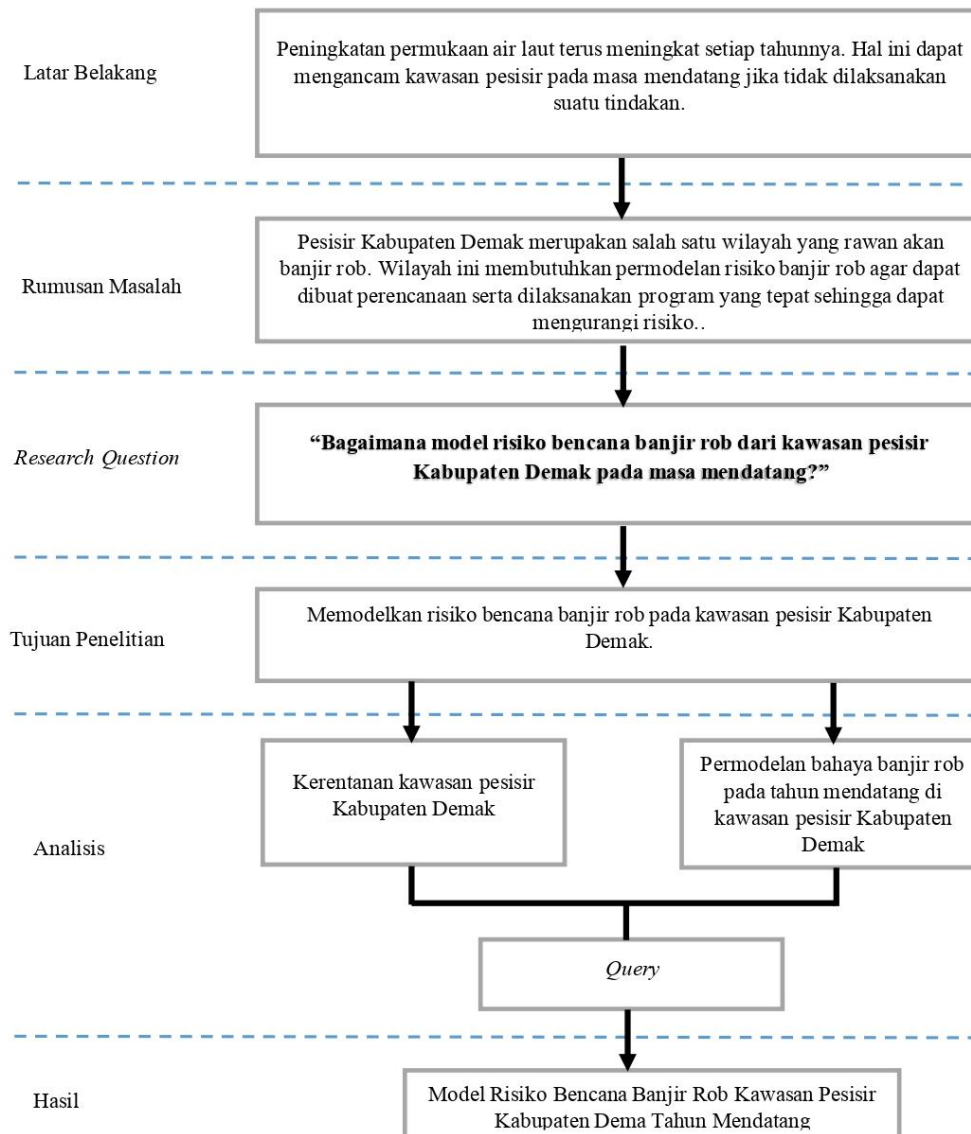 Latar Belakang
Peningkatan permukaan air laut terus meningkat setiap tahunnya. Hal ini dapat
mengancam kawasan pesisir pada masa mendatang jika tidak dilaksanakan
suatu tindakan.
Rumusan Masalah
Pesisir Kabupaten Demak merupakan salah satu wilayah yang rawan akan
banjir rob. Wilayah ini membutuhkan permodelan risiko banjir rob agar dapat
dibuat perencanaan serta dilaksanakan program yang tepat sehingga dapat
mengurangi risiko..
Research Question
“Bagaimana model risiko bencana banjir rob dari kawasan pesisir
Kabupaten Demak pada masa mendatang?”
Tujuan Penelitian
Memodelkan risiko bencana banjir rob pada kawasan pesisir Kabupaten
Demak.
Analisis
Kerentanan kawasan pesisir
Kabupaten Demak
Permodelan bahaya banjir rob
pada tahun mendatang di
kawasan pesisir Kabupaten
Demak
Query
Hasil
Model Risiko Bencana Banjir Rob Kawasan Pesisir
Kabupaten Dema Tahun Mendatang